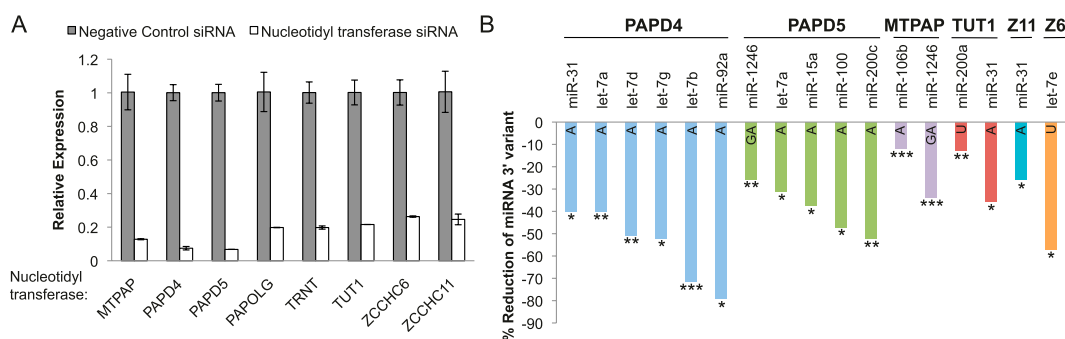 A
Negative Control siRNA
Nucleotidyl transferase siRNA
Relative Expression
1.2
1
0.8
0.6
0.4
0.2
0
Nucleotidyl
transferase:
MTPAP
PAPD4
PAPD5
PAPOLG
TRNT
TUT1
ZCCHC6
ZCCHC11
B
PAPD4
PAPD5
MTPAP
TUT1
Z11
Z6
miR-31
let-7a
let-7d
let-7g
let-7b
miR-92a
miR-1246
let-7a
miR-15a
miR-100
miR-200c
miR-106b
miR-1246
miR-200a
miR-31
miR-31
let-7e
% Reduction of miRNA 3' variant
0
-10
-20
-30
-40
-50
-60
-70
-80
-90
A
A
A
A
A
A
GA
A
A
A
A
A
GA
U
A
A
U
*
**
**
*
***
*
**
*
*
*
**
***
***
**
*
*
*